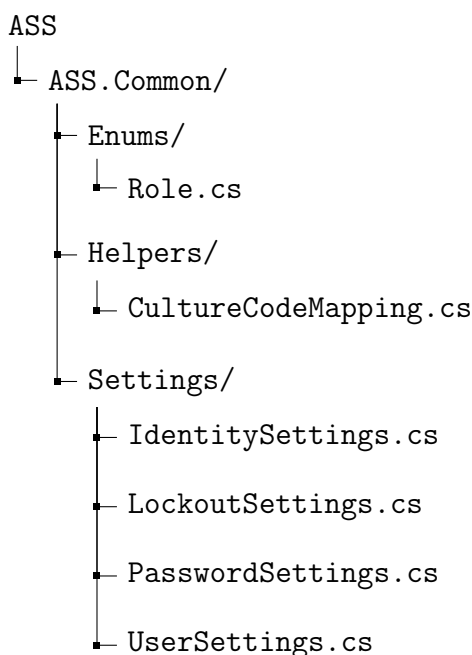 ASS
ASS.Common/
Enums/
Role.cs
Helpers/
CultureCodeMapping.cs
Settings/
IdentitySettings.cs
LockoutSettings.cs
PasswordSettings.cs
UserSettings.cs